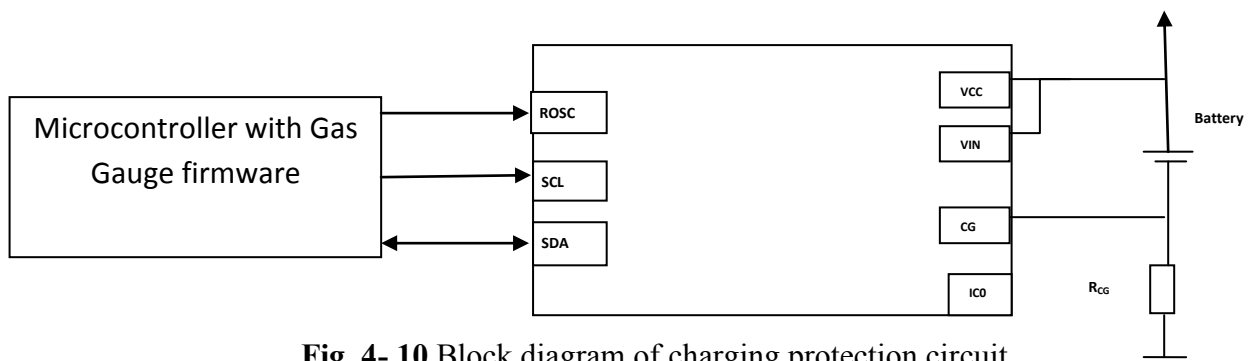 Microcontroller with Gas
Gauge firmware
ROSC
SCL
SDA
VCC
VIN
CG
IC0
Battery
RCG
Fig. 4- 10 Block diagram of charging protection circuit